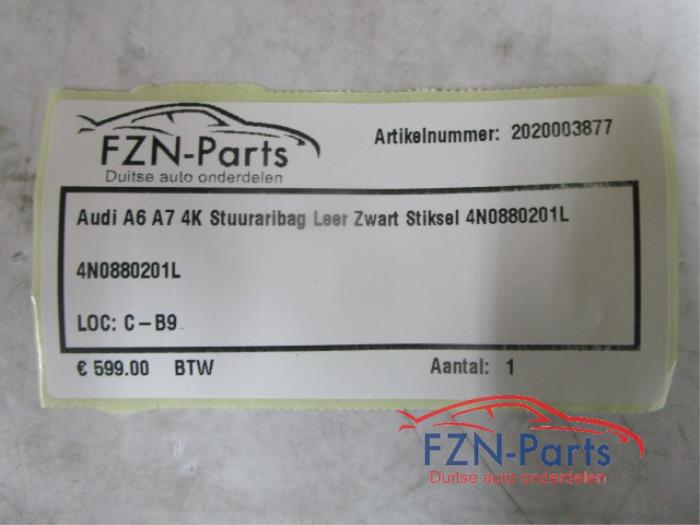 FZN-Parts
Duitse auto onderdelen
Artikelnummer: 2020003877
Audi A6 A7 4K Stuuraribag Leer Zwart Stiksel 4N0880201L
4N0880201L
LOC: C-B9
€ 599.00 BTW Aantal: 1
FZN-Parts
Duitse auto onderdelen